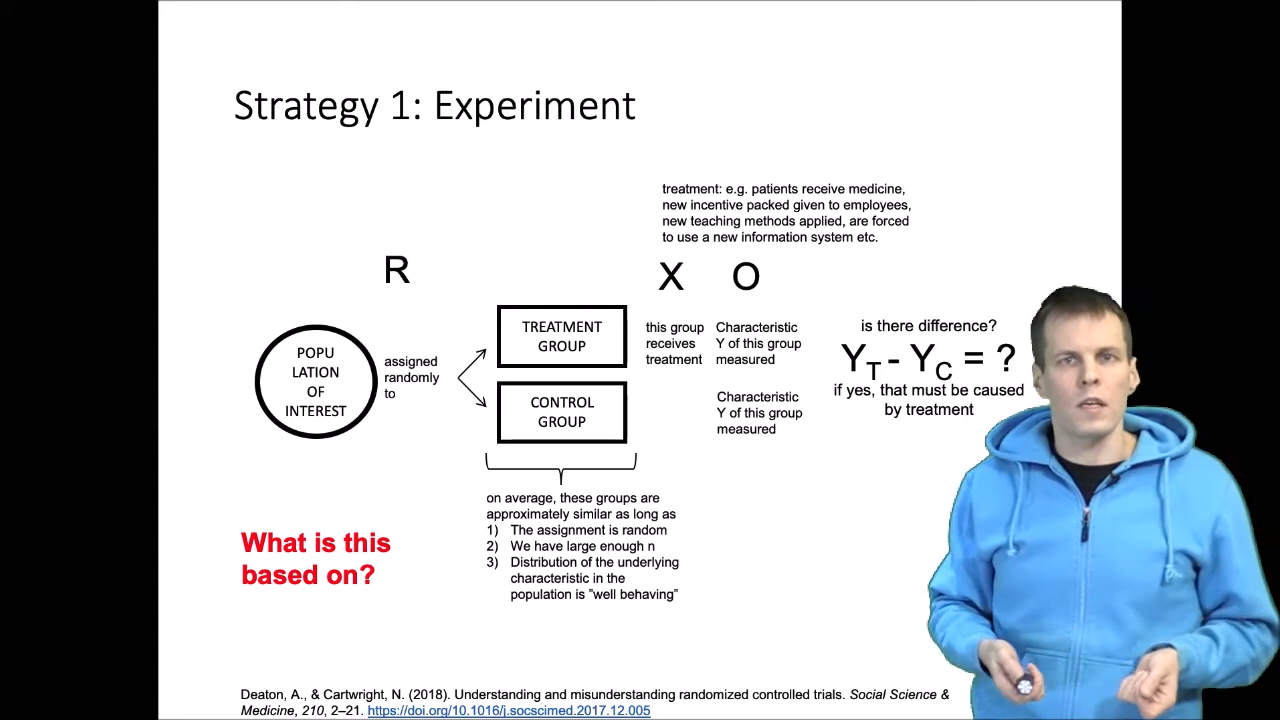 Strategy 1: Experiment
treatment: e.g. patients receive medicine,
new incentive packed given to employees,
new teaching methods applied, are forced
to use a new information system etc.
R
X O
POPU
LATION
OF
INTEREST
assigned
randomly
to
TREATMENT
GROUP
CONTROL
GROUP
this group
receives
treatment
Characteristic
Y of this group
measured
Characteristic
Y of this group
measured
is there difference?
YT - YC = ?
if yes, that must be caused
by treatment
on average, these groups are
approximately similar as long as
1) The assignment is random
2) We have large enough n
3) Distribution of the underlying
characteristic in the
population is ”well behaving”
What is this
based on?
Deaton, A., & Cartwright, N. (2018). Understanding and misunderstanding randomized controlled trials. Social Science &
Medicine, 210, 2–21. https://doi.org/10.1016/j.socscimed.2017.12.005